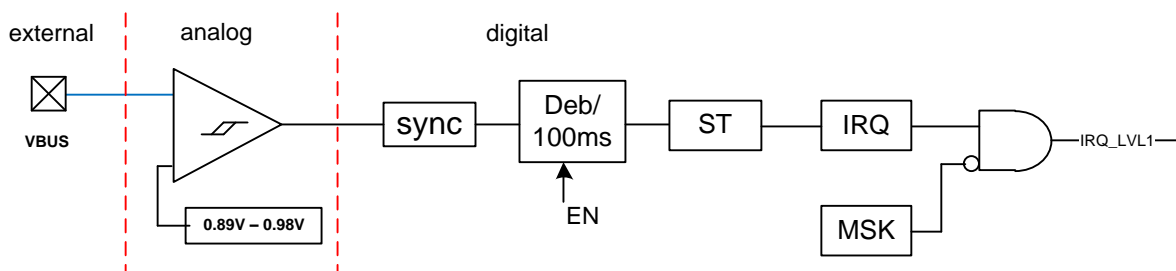 external
analog
digital
VBUS
0.89V – 0.98V
sync
Deb/
100ms
EN
ST
IRQ
MSK
IRQ_LVL1